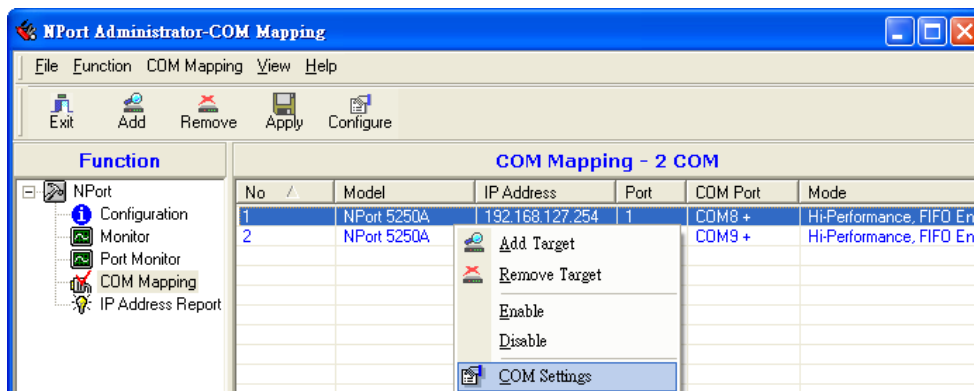 NPort Administrator-COM Mapping
File Function COM Mapping View Help
Exit Add Remove Apply Configure
Function
COM Mapping - 2 COM
NPort
Configuration
Monitor
Port Monitor
COM Mapping
IP Address Report
No Model IP Address Port COM Port Mode
1 NPort 5250A 192.168.127.254 1 COM8 + Hi-Performance, FIFO En
2 NPort 5250A COM9 + Hi-Performance, FIFO En
Add Target
Remove Target
Enable
Disable
COM Settings